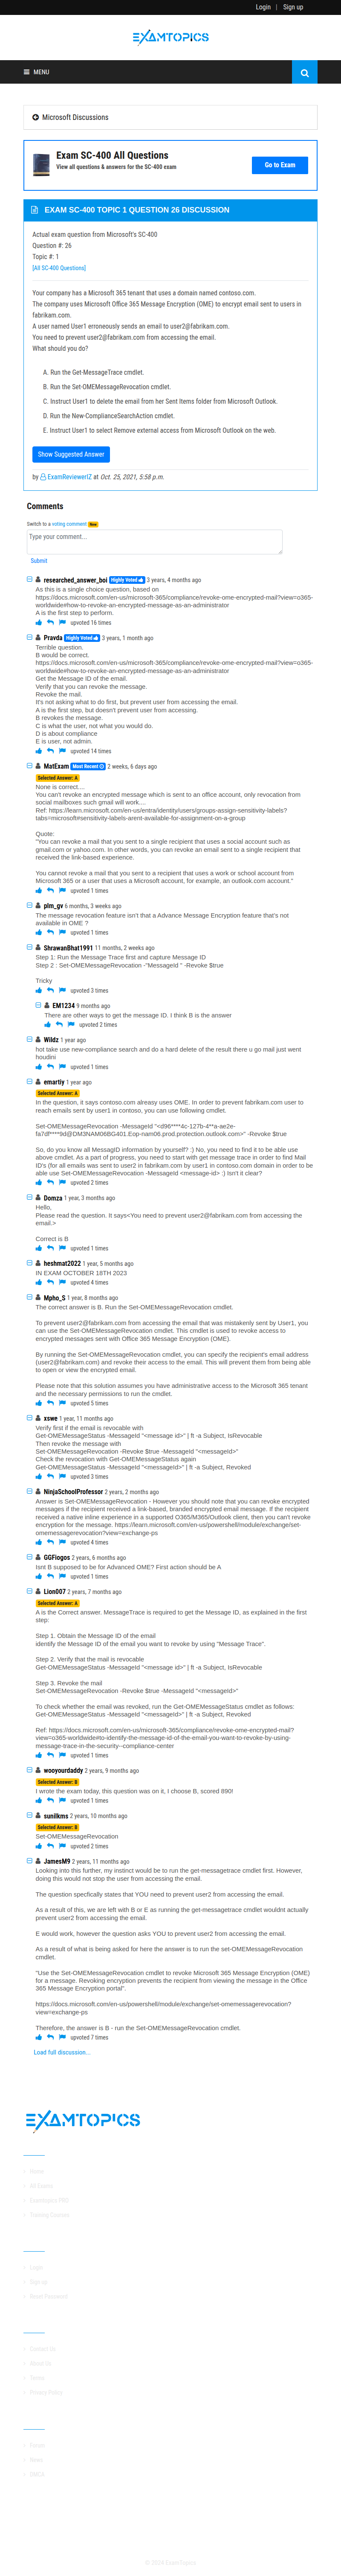 Login | Sign up
EXAMTOPICS
MENU
Microsoft Discussions
Exam SC-400 All Questions
View all questions & answers for the SC-400 exam
Go to Exam
EXAM SC-400 TOPIC 1 QUESTION 26 DISCUSSION
Actual exam question from Microsoft's SC-400
Question #: 26
Topic #: 1
[All SC-400 Questions]
Your company has a Microsoft 365 tenant that uses a domain named contoso.com.
The company uses Microsoft Office 365 Message Encryption (OME) to encrypt email sent to users in
fabrikam.com.
A user named User1 erroneously sends an email to user2@fabrikam.com.
You need to prevent user2@fabrikam.com from accessing the email.
What should you do?
A. Run the Get-MessageTrace cmdlet.
B. Run the Set-OMEMessageRevocation cmdlet.
C. Instruct User1 to delete the email from her Sent Items folder from Microsoft Outlook.
D. Run the New-ComplianceSearchAction cmdlet.
E. Instruct User1 to select Remove external access from Microsoft Outlook on the web.
Show Suggested Answer
by ExamReviewerIZ at Oct. 25, 2021, 5:58 p.m.
Comments
Switch to a voting comment New
Type your comment...
Submit
researched_answer_boi Highly Voted 3 years, 4 months ago
As this is a single choice question, based on
https://docs.microsoft.com/en-us/microsoft-365/compliance/revoke-ome-encrypted-mail?view=o365-
worldwide#how-to-revoke-an-encrypted-message-as-an-administrator
A is the first step to perform.
upvoted 16 times
Pravda Highly Voted 3 years, 1 month ago
Terrible question.
B would be correct.
https://docs.microsoft.com/en-us/microsoft-365/compliance/revoke-ome-encrypted-mail?view=o365-
worldwide#how-to-revoke-an-encrypted-message-as-an-administrator
Get the Message ID of the email.
Verify that you can revoke the message.
Revoke the mail.
It's not asking what to do first, but prevent user from accessing the email.
A is the first step, but doesn't prevent user from accessing.
B revokes the message.
C is what the user, not what you would do.
D is about compliance
E is user, not admin.
upvoted 14 times
MatExam Most Recent 2 weeks, 6 days ago
Selected Answer: A
None is correct....
You can't revoke an encrypted message which is sent to an office account, only revocation from
social mailboxes such gmail will work....
Ref: https://learn.microsoft.com/en-us/entra/identity/users/groups-assign-sensitivity-labels?
tabs=microsoft#sensitivity-labels-arent-available-for-assignment-on-a-group
Quote:
"You can revoke a mail that you sent to a single recipient that uses a social account such as
gmail.com or yahoo.com. In other words, you can revoke an email sent to a single recipient that
received the link-based experience.
You cannot revoke a mail that you sent to a recipient that uses a work or school account from
Microsoft 365 or a user that uses a Microsoft account, for example, an outlook.com account."
upvoted 1 times
plm_gv 6 months, 3 weeks ago
The message revocation feature isn't that a Advance Message Encryption feature that's not
available in OME ?
upvoted 1 times
ShrawanBhat1991 11 months, 2 weeks ago
Step 1: Run the Message Trace first and capture Message ID
Step 2 : Set-OMEMessageRevocation -"MessageId " -Revoke $true
Tricky
upvoted 3 times
EM1234 9 months ago
There are other ways to get the message ID. I think B is the answer
upvoted 2 times
Wildz 1 year ago
hot take use new-compliance search and do a hard delete of the result there u go mail just went
houdini
upvoted 1 times
emartiy 1 year ago
Selected Answer: A
In the question, it says contoso.com already uses OME. In order to prevent fabrikam.com user to
reach emails sent by user1 in contoso, you can use following cmdlet.
Set-OMEMessageRevocation -MessageId "<d96****4c-127b-4**a-ae2e-
fa7df****9d@DM3NAM06BG401.Eop-nam06.prod.protection.outlook.com>" -Revoke $true
So, do you know all MessagID information by yourself? :) No, you need to find it to be able use
above cmdlet. As a part of progress, you need to start with get message trace in order to find Mail
ID's (for all emails was sent to user2 in fabrikam.com by user1 in contoso.com domain in order to be
able use Set-OMEMessageRevocation -MessageId <message-id> :) Isn't it clear?
upvoted 2 times
Domza 1 year, 3 months ago
Hello,
Please read the question. It says<You need to prevent user2@fabrikam.com from accessing the
email.>
Correct is B
upvoted 1 times
heshmat2022 1 year, 5 months ago
IN EXAM OCTOBER 18TH 2023
upvoted 4 times
Mpho_S 1 year, 8 months ago
The correct answer is B. Run the Set-OMEMessageRevocation cmdlet.
To prevent user2@fabrikam.com from accessing the email that was mistakenly sent by User1, you
can use the Set-OMEMessageRevocation cmdlet. This cmdlet is used to revoke access to
encrypted messages sent with Office 365 Message Encryption (OME).
By running the Set-OMEMessageRevocation cmdlet, you can specify the recipient's email address
(user2@fabrikam.com) and revoke their access to the email. This will prevent them from being able
to open or view the encrypted email.
Please note that this solution assumes you have administrative access to the Microsoft 365 tenant
and the necessary permissions to run the cmdlet.
upvoted 5 times
xswe 1 year, 11 months ago
Verify first if the email is revocable with
Get-OMEMessageStatus -MessageId "<message id>" | ft -a Subject, IsRevocable
Then revoke the message with
Set-OMEMessageRevocation -Revoke $true -MessageId "<messageId>"
Check the revocation with Get-OMEMessageStatus again
Get-OMEMessageStatus -MessageId "<messageId>" | ft -a Subject, Revoked
upvoted 3 times
NinjaSchoolProfessor 2 years, 2 months ago
Answer is Set-OMEMessageRevocation - However you should note that you can revoke encrypted
messages if the recipient received a link-based, branded encrypted email message. If the recipient
received a native inline experience in a supported O365/M365/Outlook client, then you can't revoke
encryption for the message. https://learn.microsoft.com/en-us/powershell/module/exchange/set-
omemessagerevocation?view=exchange-ps
upvoted 4 times
GGFiogos 2 years, 6 months ago
Isnt B supposed to be for Advanced OME? First action should be A
upvoted 1 times
Lion007 2 years, 7 months ago
Selected Answer: A
A is the Correct answer. MessageTrace is required to get the Message ID, as explained in the first
step:
Step 1. Obtain the Message ID of the email
identify the Message ID of the email you want to revoke by using "Message Trace".
Step 2. Verify that the mail is revocable
Get-OMEMessageStatus -MessageId "<message id>" | ft -a Subject, IsRevocable
Step 3. Revoke the mail
Set-OMEMessageRevocation -Revoke $true -MessageId "<messageId>"
To check whether the email was revoked, run the Get-OMEMessageStatus cmdlet as follows:
Get-OMEMessageStatus -MessageId "<messageId>" | ft -a Subject, Revoked
Ref: https://docs.microsoft.com/en-us/microsoft-365/compliance/revoke-ome-encrypted-mail?
view=o365-worldwide#to-identify-the-message-id-of-the-email-you-want-to-revoke-by-using-
message-trace-in-the-security--compliance-center
upvoted 1 times
wooyourdaddy 2 years, 9 months ago
Selected Answer: B
I wrote the exam today, this question was on it, I choose B, scored 890!
upvoted 1 times
sunilkms 2 years, 10 months ago
Selected Answer: B
Set-OMEMessageRevocation
upvoted 2 times
JamesM9 2 years, 11 months ago
Looking into this further, my instinct would be to run the get-messagetrace cmdlet first. However,
doing this would not stop the user from accessing the email.
The question specfically states that YOU need to prevent user2 from accessing the email.
As a result of this, we are left with B or E as running the get-messagetrace cmdlet wouldnt actually
prevent user2 from accessing the email.
E would work, however the question asks YOU to prevent user2 from accessing the email.
As a result of what is being asked for here the answer is to run the set-OMEMessageRevocation
cmdlet.
"Use the Set-OMEMessageRevocation cmdlet to revoke Microsoft 365 Message Encryption (OME)
for a message. Revoking encryption prevents the recipient from viewing the message in the Office
365 Message Encryption portal".
https://docs.microsoft.com/en-us/powershell/module/exchange/set-omemessagerevocation?
view=exchange-ps
Therefore, the answer is B - run the Set-OMEMessageRevocation cmdlet.
upvoted 7 times
Load full discussion...
EXAMTOPICS
Home
All Exams
Examtopics PRO
Training Courses
Login
Sign up
Reset Password
Contact Us
About Us
Terms
Privacy Policy
Forum
News
DMCA
© 2024 ExamTopics